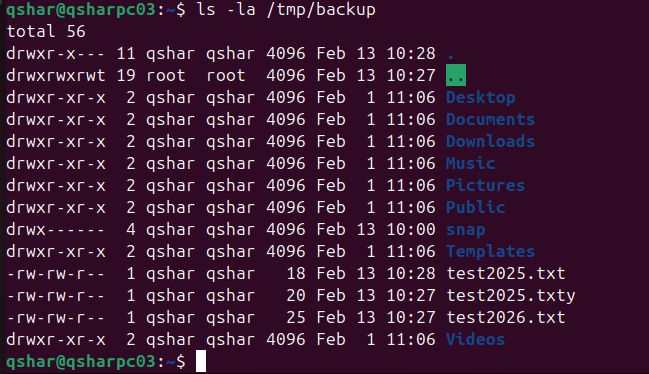 qshar@qsharpc03:~$ ls -la /tmp/backup
total 56
drwxr-x--- 11 qshar qshar 4096 Feb 13 10:28 .
drwxrwxrwt 19 root  root  4096 Feb 13 10:27 ..
drwxr-xr-x  2 qshar qshar 4096 Feb  1 11:06 Desktop
drwxr-xr-x  2 qshar qshar 4096 Feb  1 11:06 Documents
drwxr-xr-x  2 qshar qshar 4096 Feb  1 11:06 Downloads
drwxr-xr-x  2 qshar qshar 4096 Feb  1 11:06 Music
drwxr-xr-x  2 qshar qshar 4096 Feb  1 11:06 Pictures
drwxr-xr-x  2 qshar qshar 4096 Feb  1 11:06 Public
drwx------  4 qshar qshar 4096 Feb 13 10:00 snap
drwxr-xr-x  2 qshar qshar 4096 Feb  1 11:06 Templates
-rw-rw-r--  1 qshar qshar   18 Feb 13 10:28 test2025.txt
-rw-rw-r--  1 qshar qshar   20 Feb 13 10:27 test2025.txty
-rw-rw-r--  1 qshar qshar   25 Feb 13 10:27 test2026.txt
drwxr-xr-x  2 qshar qshar 4096 Feb  1 11:06 Videos
qshar@qsharpc03:~$